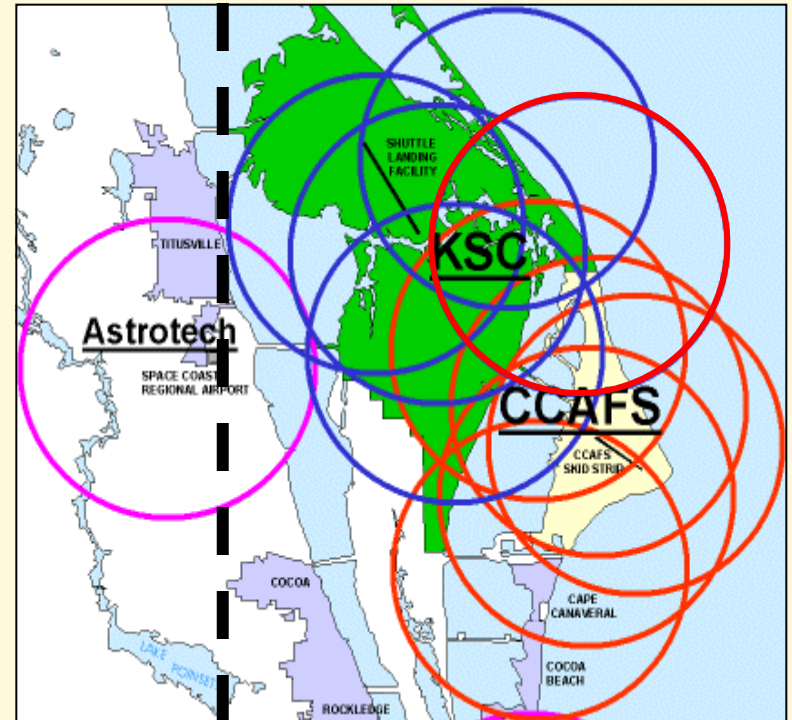 SHUTTLE
LANDING
FACILITY
KSC
TITUSVILLE
Astrotech
SPACE COAST
REGIONAL AIRPORT
CCAFS
CCAFS
SKID STRIP
COCOA
CAPE
CANAVERAL
LAKE
POINSET
COCOA
BEACH
ROCKLEDGE